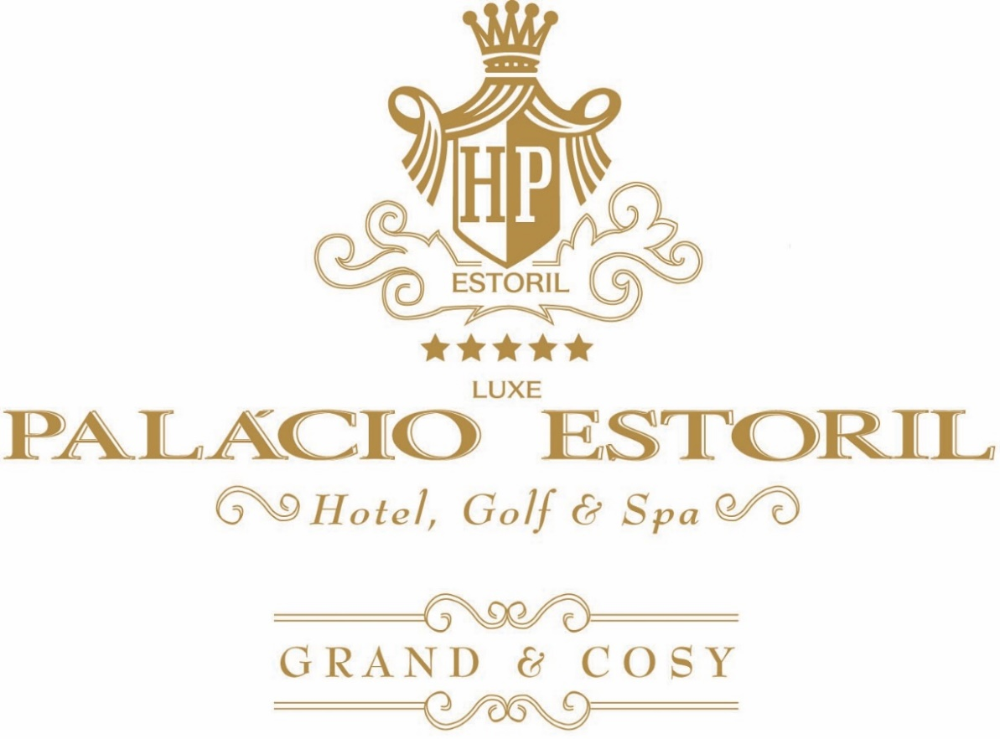 HP
ESTORIL
LUXE
PALÁCIO ESTORIL
Hotel, Golf & Spa
GRAND & COSY